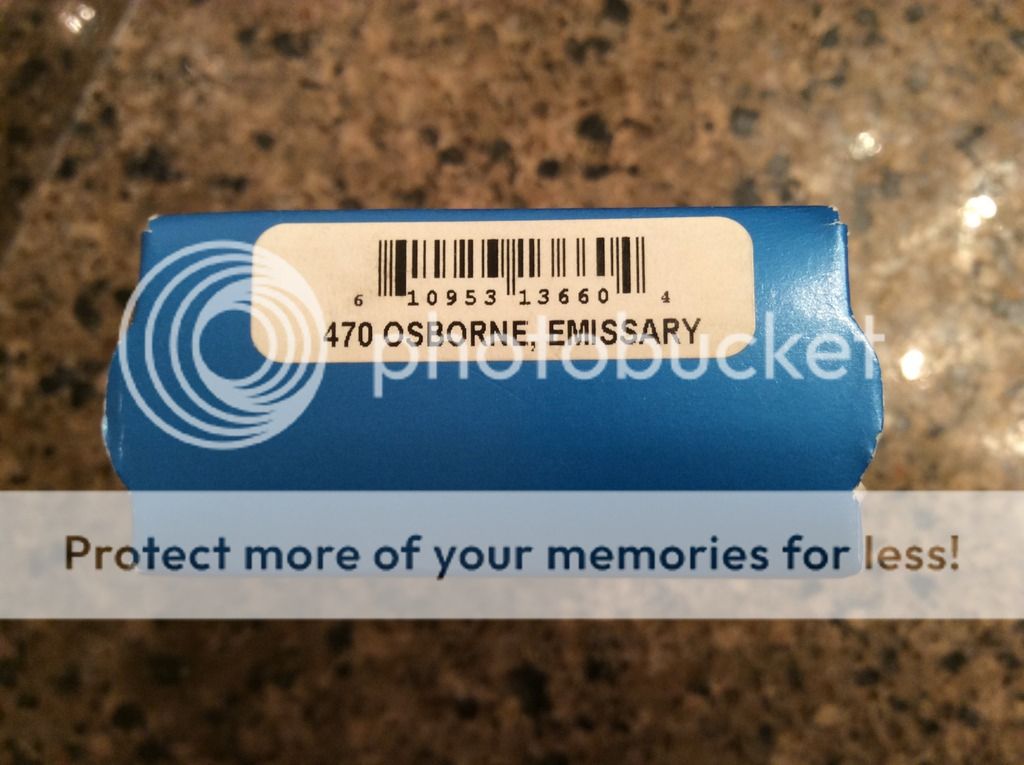 6 10953 13660 4
470 OSBORNE, EMISSARY
photobucket
Protect more of your memories for less!